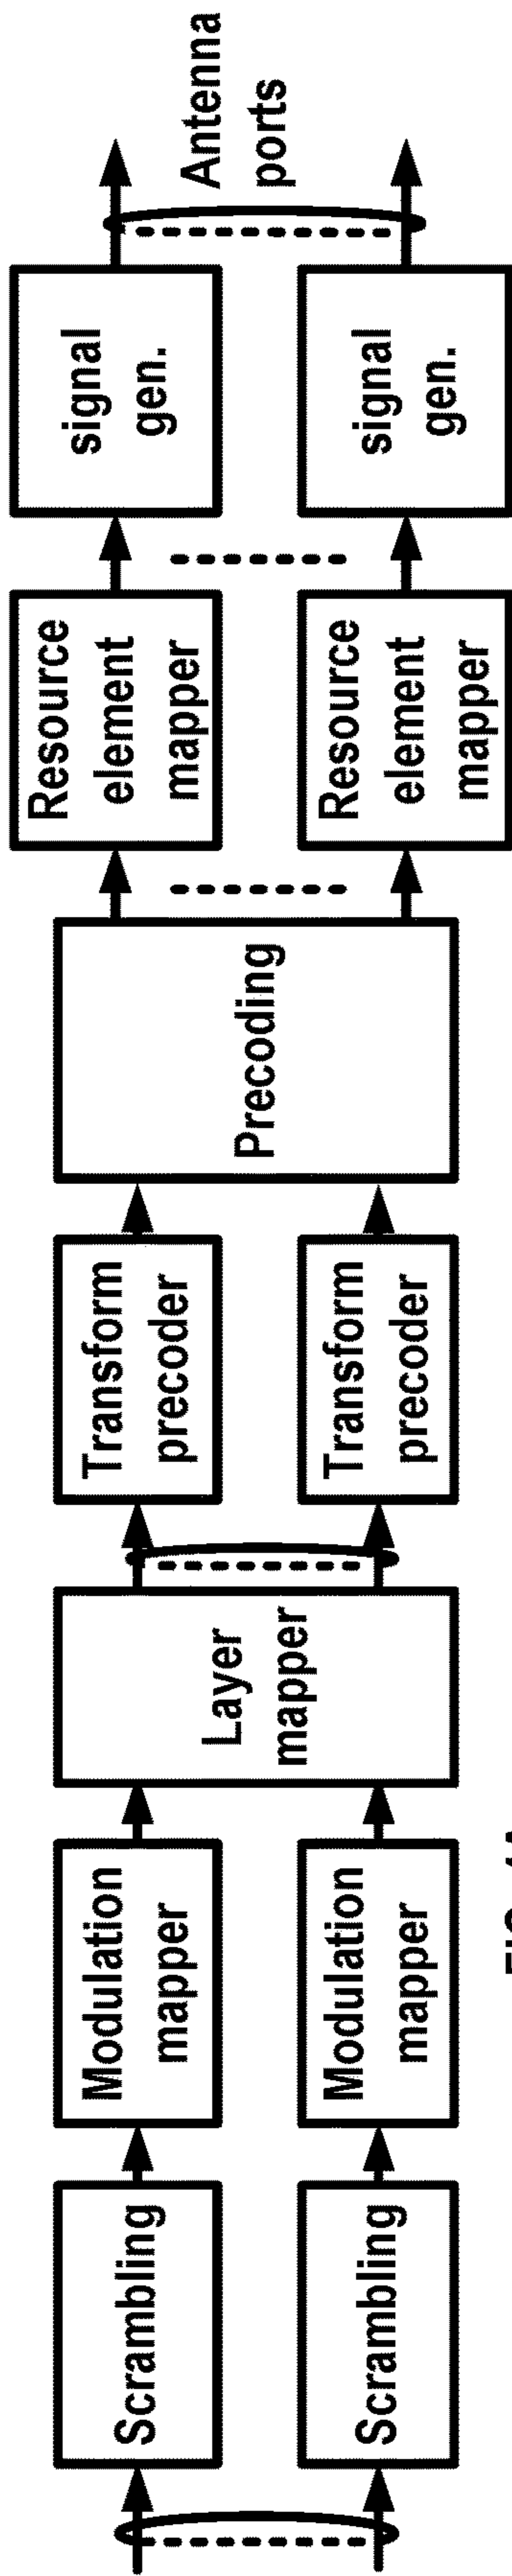 Scrambling
Modulation
mapper
Layer
mapper
Transform
precoder
Precoding
Resource
element
mapper
signal
gen.
Antenna
ports
Scrambling
Modulation
mapper
Transform
precoder
Resource
element
mapper
signal
gen.